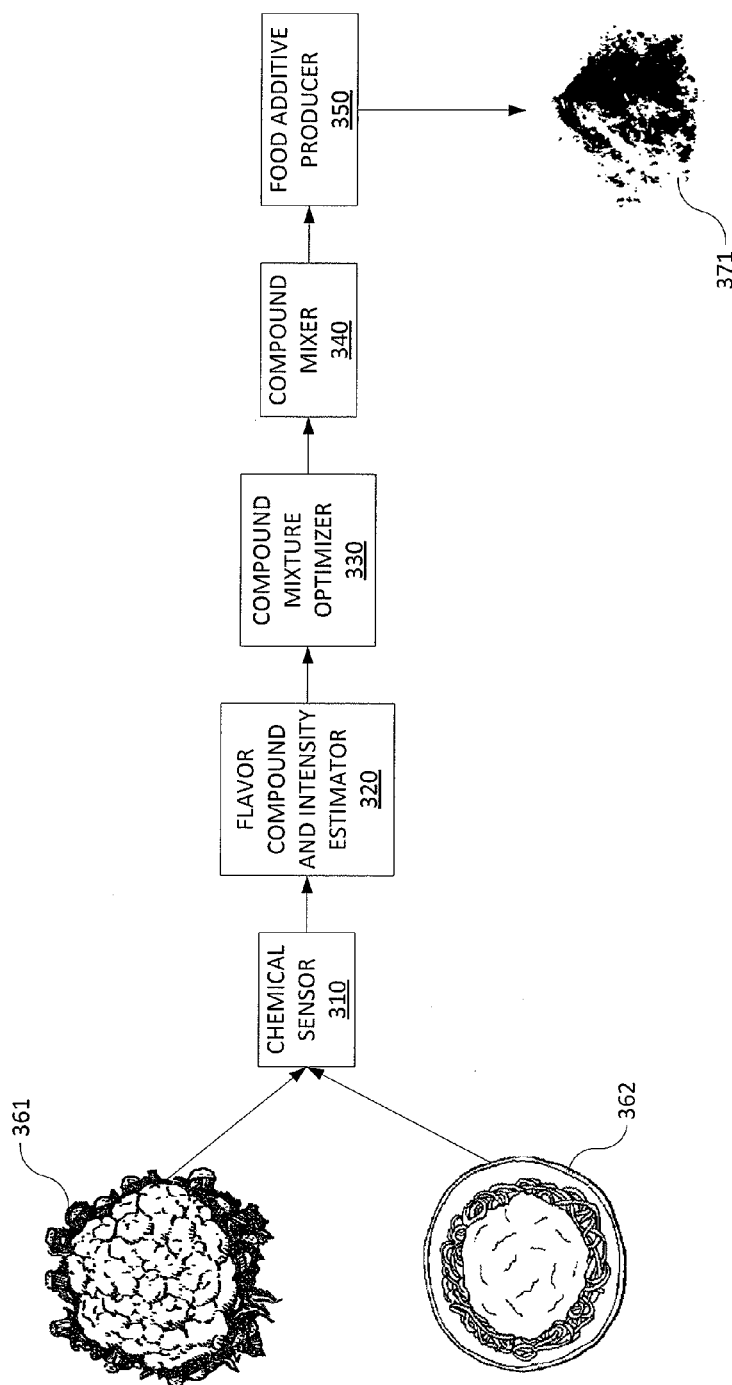 361
362
CHEMICAL
SENSOR
310
FLAVOR
COMPOUND
AND INTENSITY
ESTIMATOR
320
COMPOUND
MIXTURE
OPTIMIZER
330
COMPOUND
MIXER
340
FOOD ADDITIVE
PRODUCER
350
371